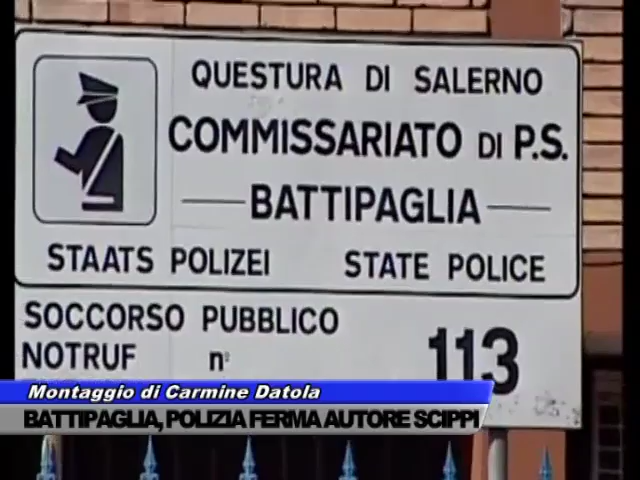 QUESTURA DI SALERNO
COMMISSARIATO DI P.S.
BATTIPAGLIA
STAATS POLIZEI STATE POLICE
SOCCORSO PUBBLICO
NOTRUF n° 113
Montaggio di Carmine Datola
BATTIPAGLIA, POLIZIA FERMA AUTORE SCIPPI